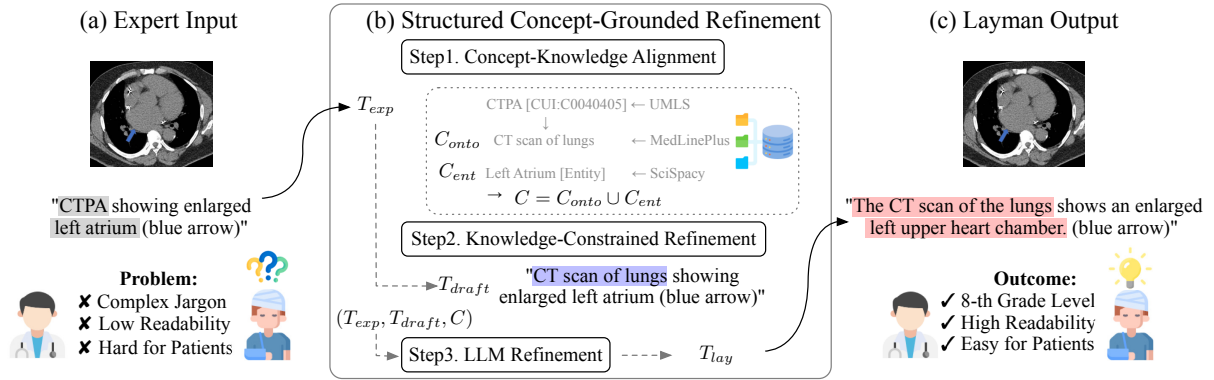 (a) Expert Input
"CTPA showing enlarged
left atrium (blue arrow)"
Problem:
✘ Complex Jargon
✘ Low Readability
✘ Hard for Patients
(b) Structured Concept-Grounded Refinement
Step1. Concept-Knowledge Alignment
T_exp
CTPA [CUI:C0040405] ← UMLS
↓
C_onto CT scan of lungs ← MedLinePlus
C_ent Left Atrium [Entity] ← SciSpacy
→ C = C_onto ∪ C_ent
Step2. Knowledge-Constrained Refinement
T_draft
"CT scan of lungs showing
enlarged left atrium (blue arrow)"
(T_exp, T_draft, C)
Step3. LLM Refinement
T_lay
(c) Layman Output
"The CT scan of the lungs shows an enlarged
left upper heart chamber. (blue arrow)"
Outcome:
✓ 8-th Grade Level
✓ High Readability
✓ Easy for Patients